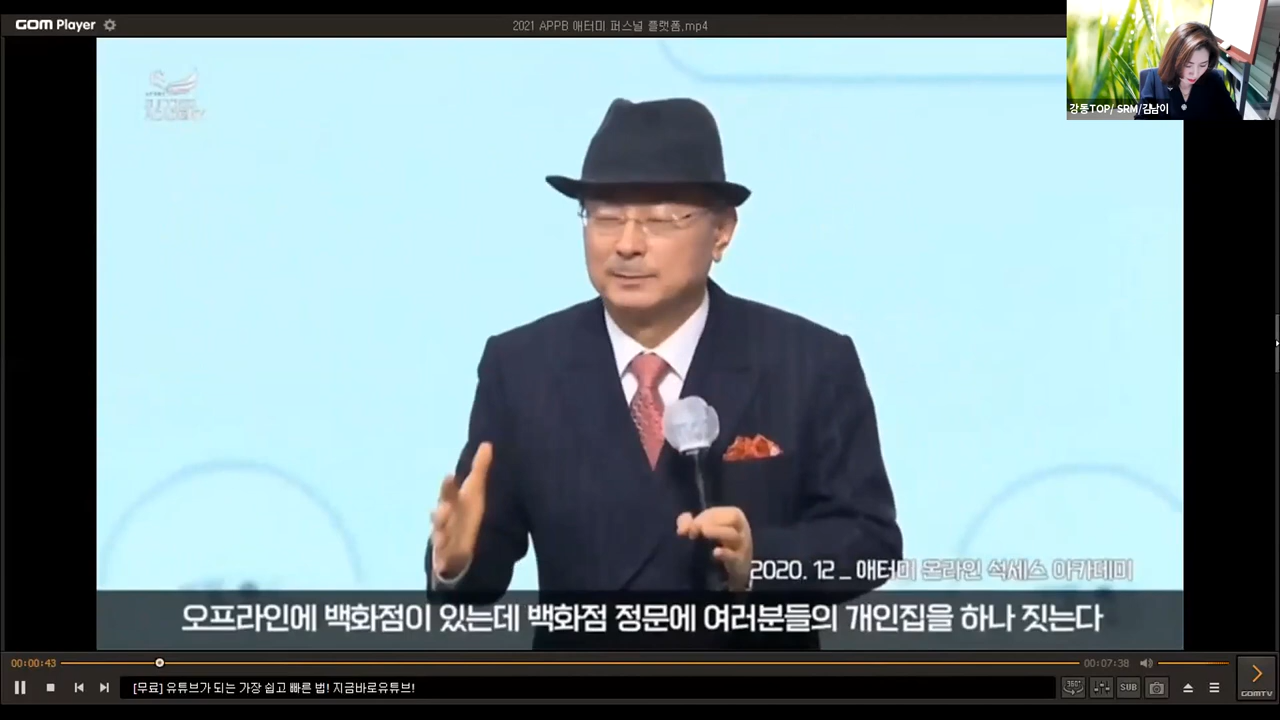 GOM Player
2021 APPB 애터미 퍼스널 플랫폼.mp4
강동TOP/ SRM/김남이
2020. 12 _ 애터미 온라인 석세스 아카데미
오프라인에 백화점이 있는데 백화점 정문에 여러분들의 개인집을 하나 짓는다
00:00:43
00:07:38
[무료] 유튜브가 되는 가장 쉽고 빠른 법! 지금바로유튜브!
360°
SUB
GOMTV